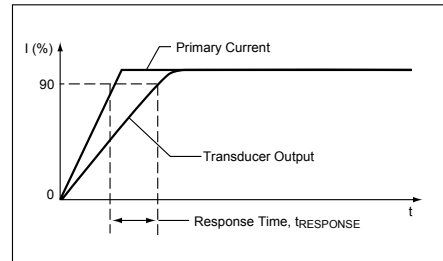 I (%)
Primary Current
90
Transducer Output
0
t
Response Time, tRESPONSE